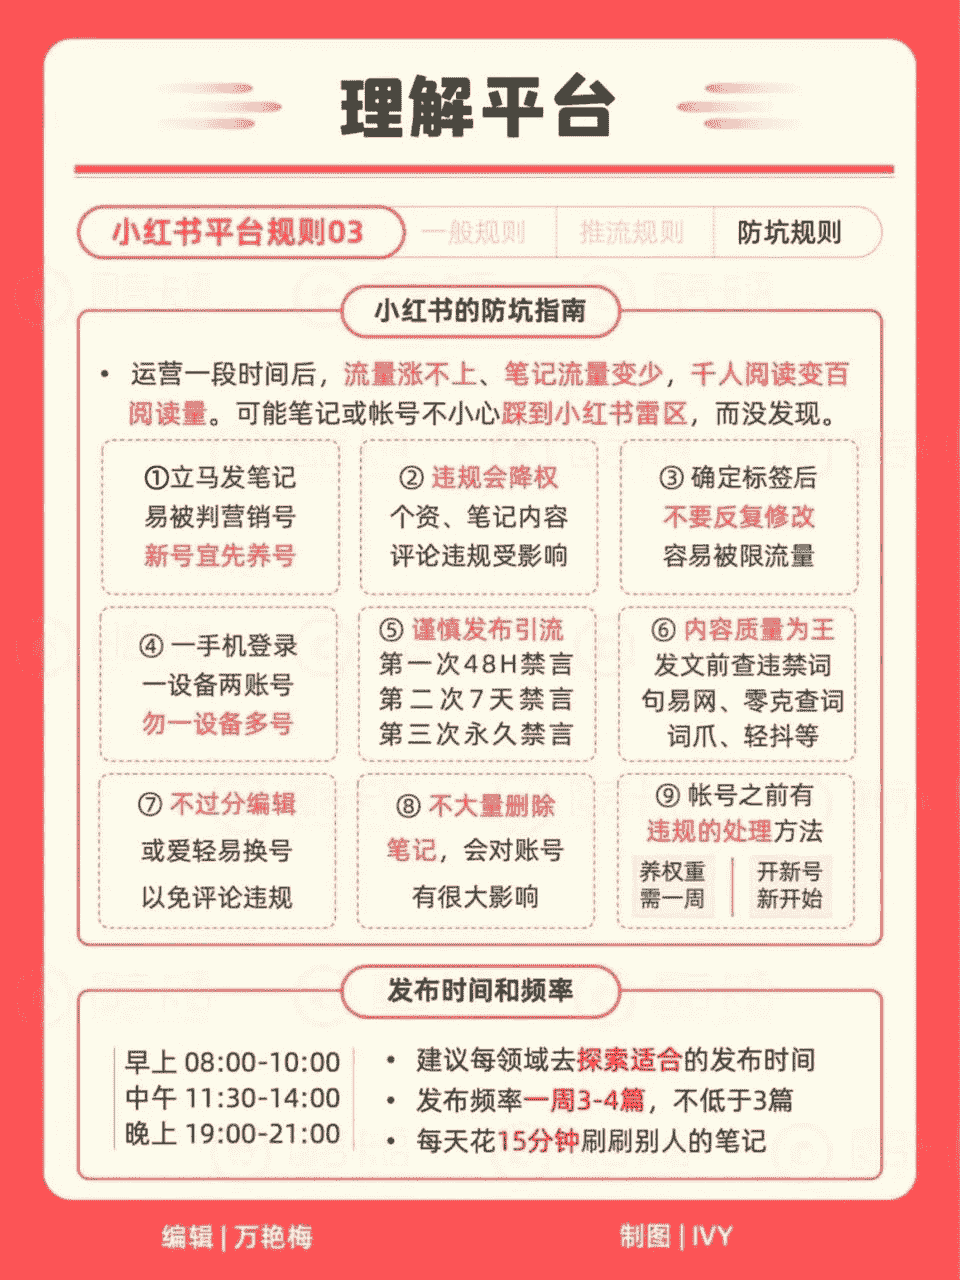 理解平台
小红书平台规则03 一般规则 推流规则 防坑规则
小红书的防坑指南
• 运营一段时间后，流量涨不上、笔记流量变少，千人阅读变百
阅读量。可能笔记或帐号不小心踩到小红书雷区，而没发现。
①立马发笔记
易被判营销号
新号宜先养号
② 违规会降权
个资、笔记内容
评论违规受影响
③ 确定标签后
不要反复修改
容易被限流量
④ 一手机登录
一设备两账号
勿一设备多号
⑤ 谨慎发布引流
第一次48H禁言
第二次7天禁言
第三次永久禁言
⑥ 内容质量为王
发文前查违禁词
句易网、零克查词
词爪、轻抖等
⑦ 不过分编辑
或爱轻易换号
以免评论违规
⑧ 不大量删除
笔记，会对账号
有很大影响
⑨ 帐号之前有
违规的处理方法
养权重
需一周
开新号
新开始
发布时间和频率
早上 08:00-10:00
中午 11:30-14:00
晚上 19:00-21:00
• 建议每领域去探索适合的发布时间
• 发布频率一周3-4篇，不低于3篇
• 每天花15分钟刷刷别人的笔记
编辑 | 万艳梅
制图 | IVY